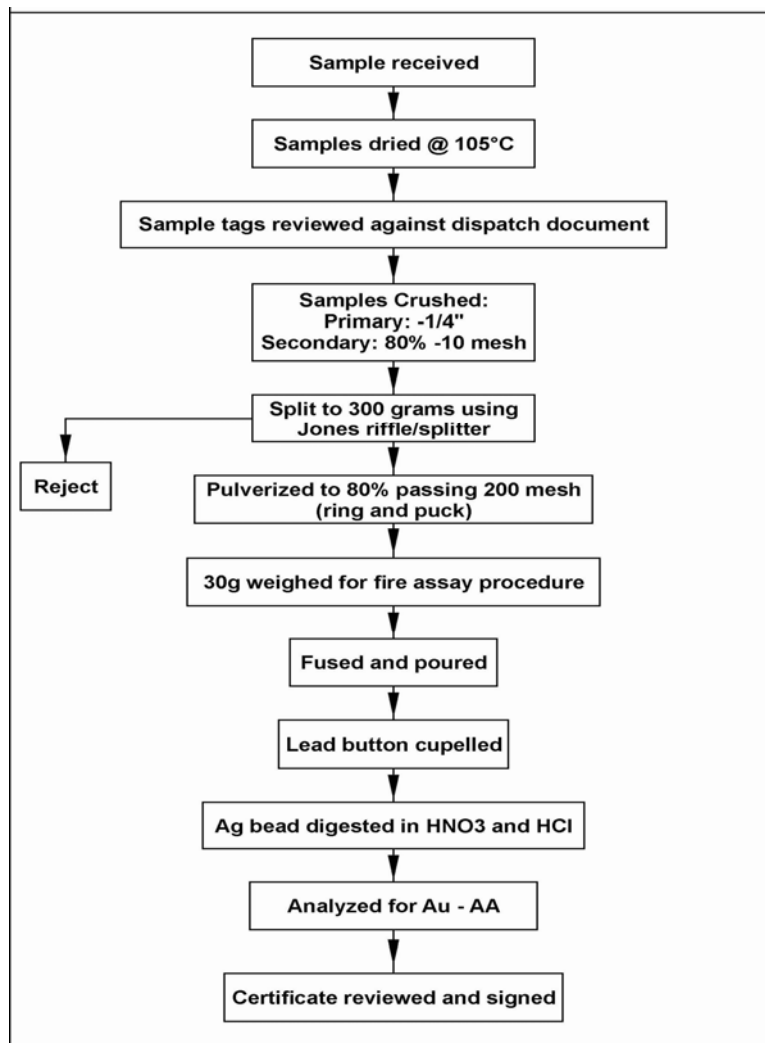 Sample received
Samples dried @ 105°C
Sample tags reviewed against dispatch document
Samples Crushed:
Primary: -1/4"
Secondary: 80% -10 mesh
Split to 300 grams using
Jones riffle/splitter
Reject
Pulverized to 80% passing 200 mesh
(ring and puck)
30g weighed for fire assay procedure
Fused and poured
Lead button cupelled
Ag bead digested in HNO3 and HCl
Analyzed for Au - AA
Certificate reviewed and signed